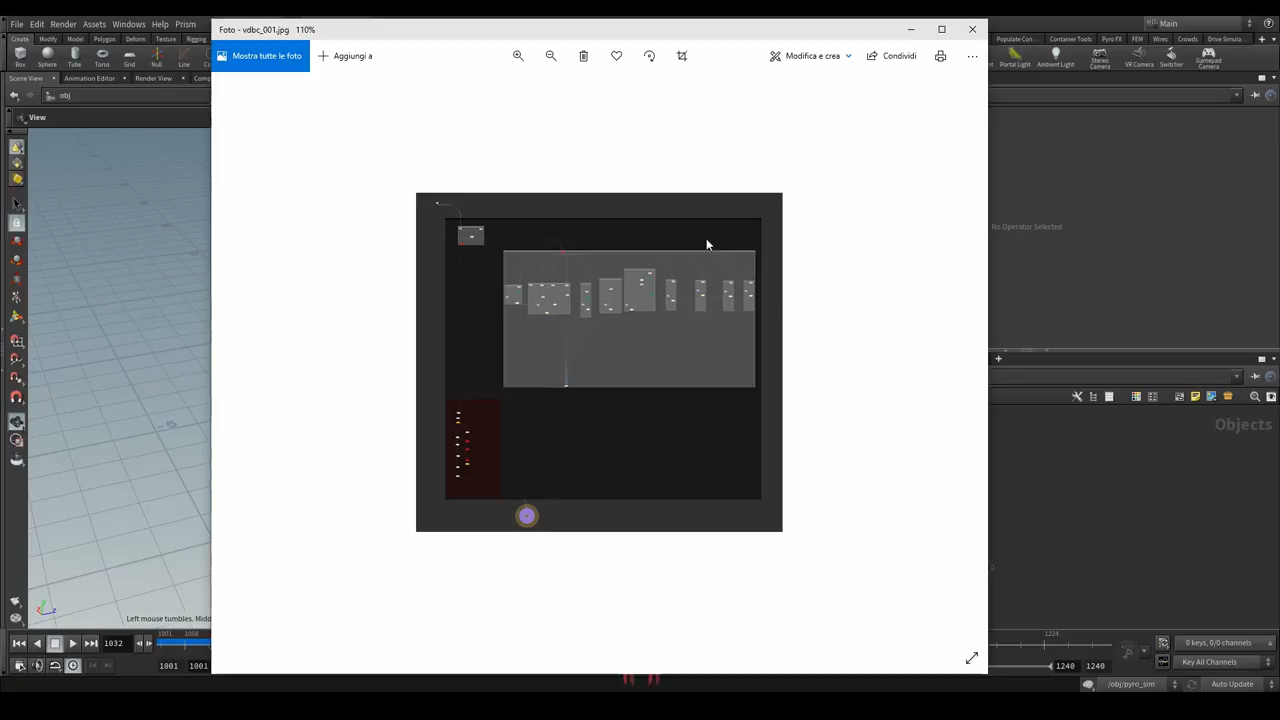 File Edit Render Assets Windows Help Prism
Foto - vdbc_001.jpg 110%
Main
Create Modify Model Polygon Deform Texture Rigging
Populate Con... Container Tools Pyro FX FEM Wires Crowds Drive Simula...
Mostra tutte le foto
Aggiungi a
Modifica e crea
Condividi
Box Sphere Tube Torus Grid Null Line
Portal Light Ambient Light Stereo Camera VR Camera Switcher Gamepad Camera
Scene View Animation Editor Render View
obj
View
No Operator Selected
Objects
-5
Left mouse tumbles. Midd
1032
1001 1008
1224
0 keys, 0/0 channels
1001 1001
1240 1240
Key All Channels
/obj/pyro_sim
Auto Update